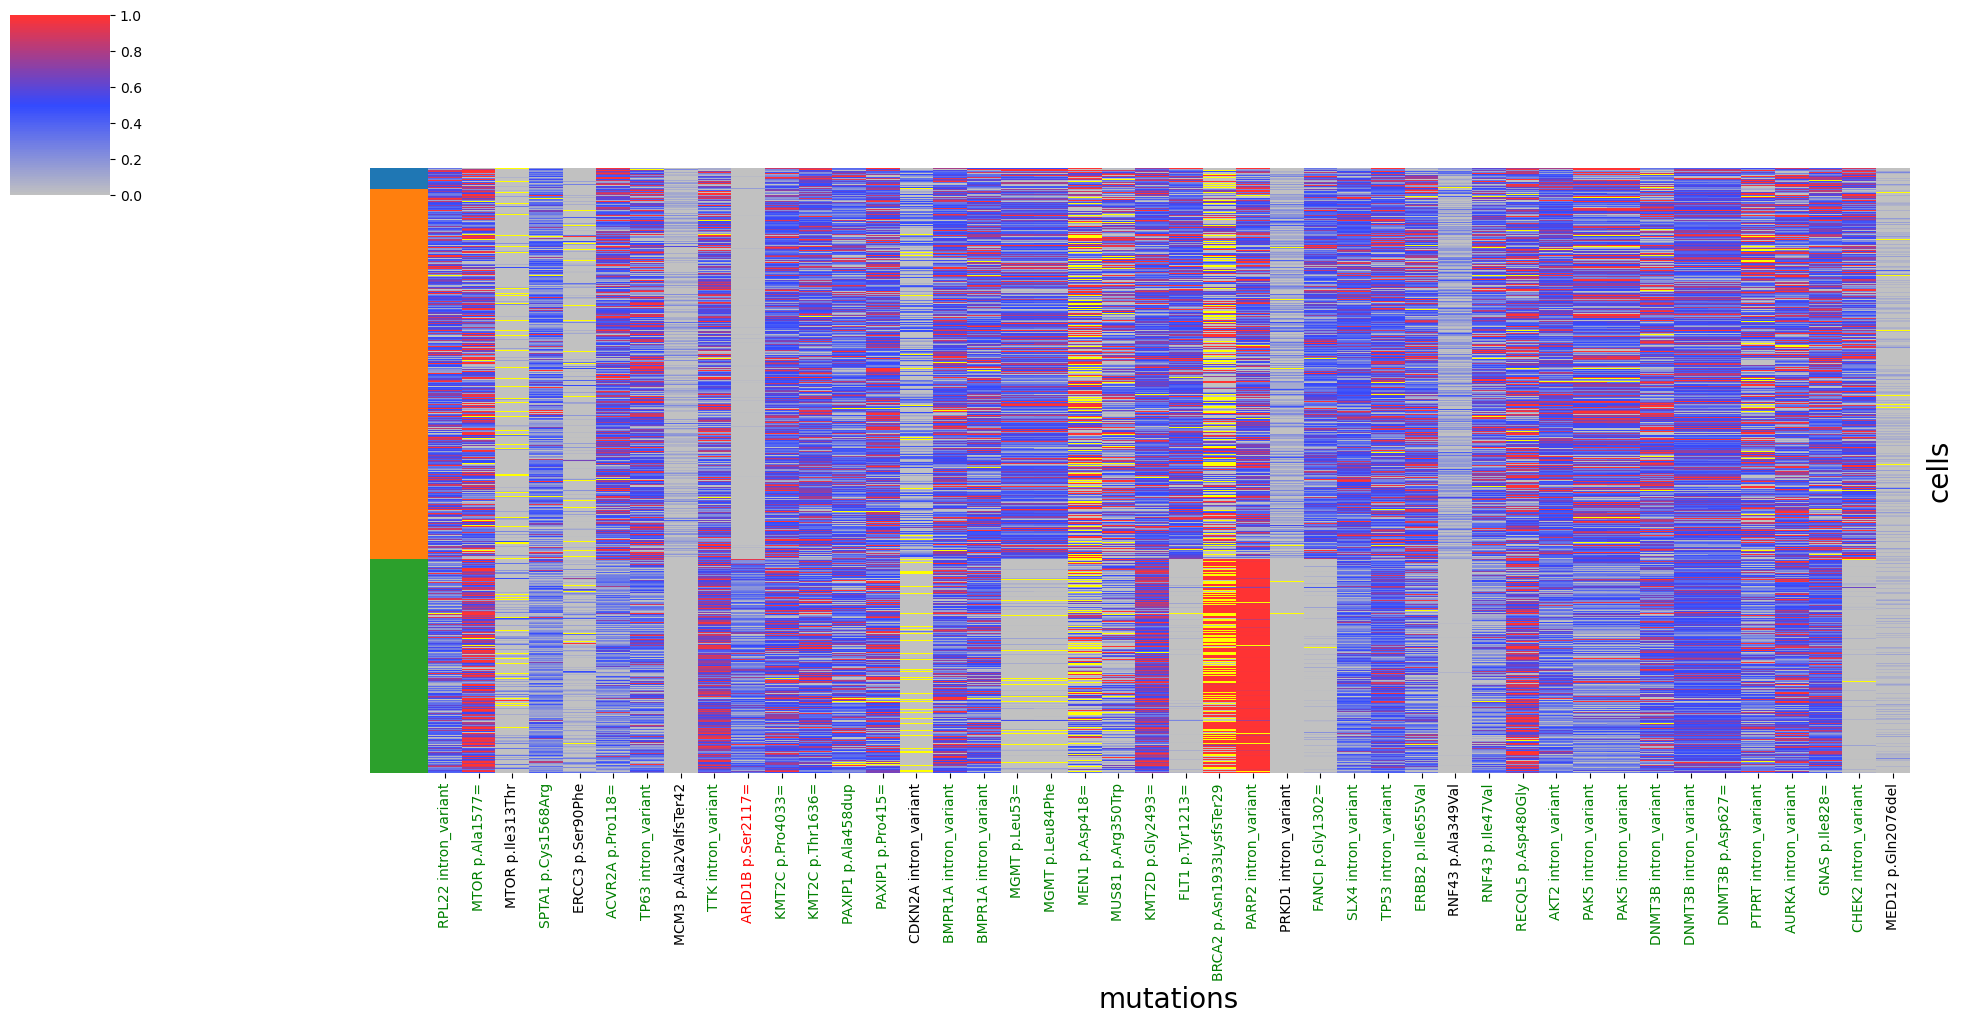 1.0
0.8
0.6
0.4
0.2
0.0
cells
RPL22 intron_variant
MTOR p.Ala1577=
MTOR p.Ile313Thr
SPTA1 p.Cys1568Arg
ERCC3 p.Ser90Phe
ACVR2A p.Pro118=
TP63 intron_variant
MCM3 p.Ala2ValfsTer42
TTK intron_variant
ARID1B p.Ser2117=
KMT2C p.Pro4033=
KMT2C p.Thr1636=
PAXIP1 p.Ala458dup
PAXIP1 p.Pro415=
CDKN2A intron_variant
BMPR1A intron_variant
BMPR1A intron_variant
MGMT p.Leu53=
MGMT p.Leu84Phe
MEN1 p.Asp418=
MUS81 p.Arg350Trp
KMT2D p.Gly2493=
FLT1 p.Tyr1213=
BRCA2 p.Asn1933LysfsTer29
PARP2 intron_variant
PRKD1 intron_variant
FANCI p.Gly1302=
SLX4 intron_variant
TP53 intron_variant
ERBB2 p.Ile655Val
RNF43 p.Ala349Val
RNF43 p.Ile47Val
RECQL5 p.Asp480Gly
AKT2 intron_variant
PAK5 intron_variant
PAK5 intron_variant
DNMT3B intron_variant
DNMT3B intron_variant
DNMT3B p.Asp627=
PTPRT intron_variant
AURKA intron_variant
GNAS p.Ile828=
CHEK2 intron_variant
MED12 p.Gln2076del
mutations